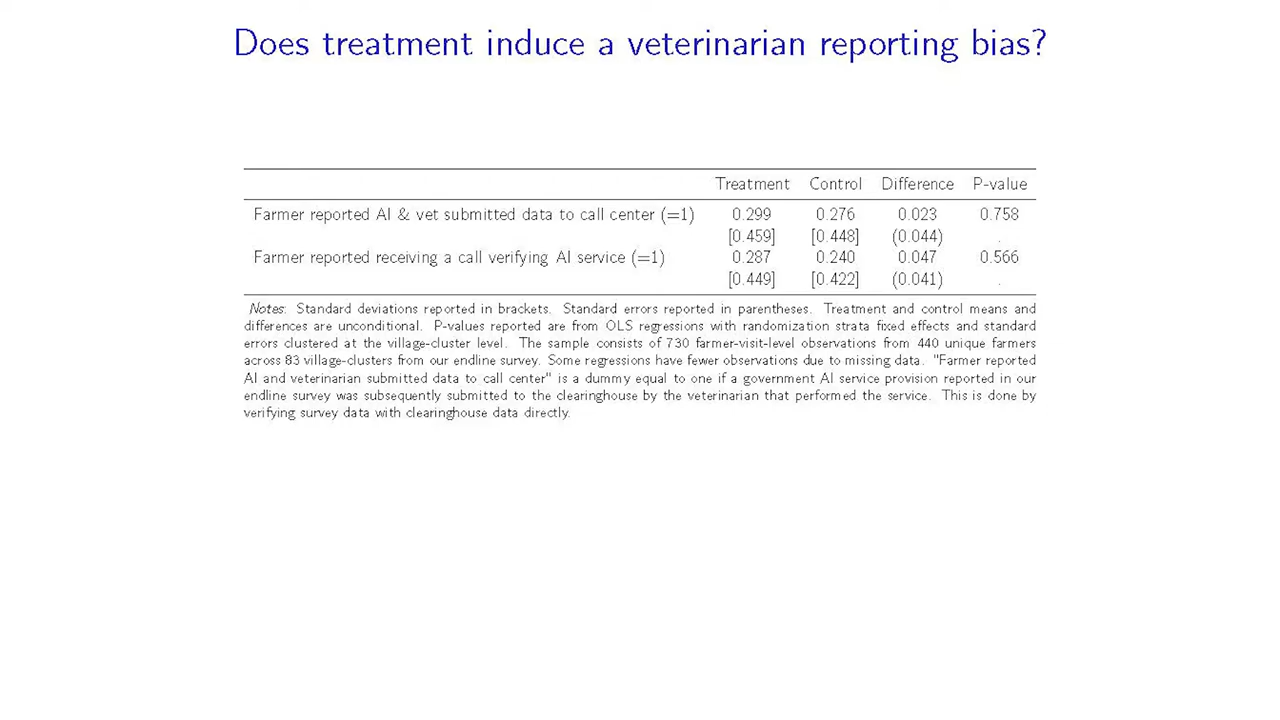 Does treatment induce a veterinarian reporting bias?
Treatment Control Difference P-value
Farmer reported AI & vet submitted data to call center (=1) 0.299 0.276 0.023 0.758
[0.459] [0.448] (0.044) .
Farmer reported receiving a call verifying AI service (=1) 0.287 0.240 0.047 0.566
[0.449] [0.422] (0.041) .
Notes: Standard deviations reported in brackets. Standard errors reported in parentheses. Treatment and control means and
differences are unconditional. P-values reported are from OLS regressions with randomization strata fixed effects and standard
errors clustered at the village-cluster level. The sample consists of 730 farmer-visit-level observations from 440 unique farmers
across 83 village-clusters from our endline survey. Some regressions have fewer observations due to missing data. "Farmer reported
AI and veterinarian submitted data to call center" is a dummy equal to one if a government AI service provision reported in our
endline survey was subsequently submitted to the clearinghouse by the veterinarian that performed the service. This is done by
verifying survey data with clearinghouse data directly.